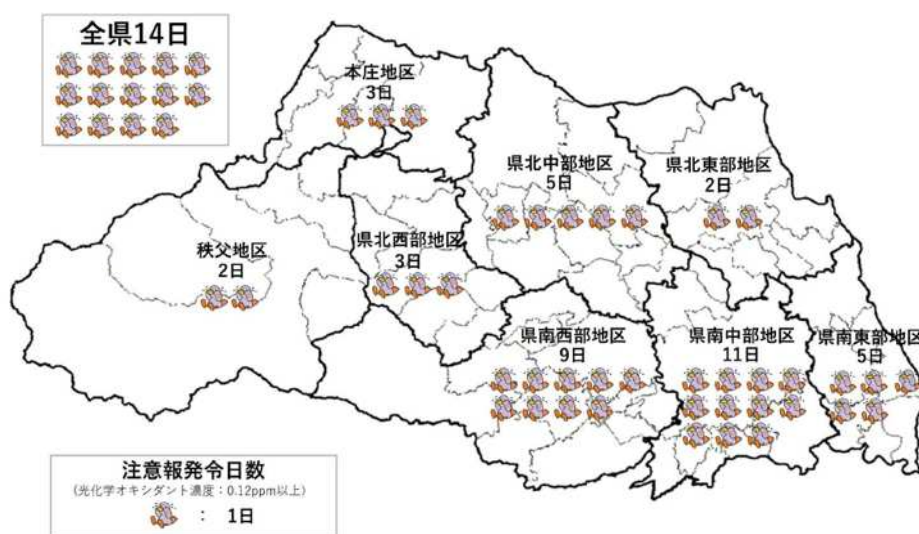 全県14日
本庄地区
3日
県北中部地区
5日
県北東部地区
2日
秩父地区
2日
県北西部地区
3日
県南西部地区
9日
県南中部地区
11日
県南東部地区
5日
注意報発令日数
(光化学オキシダント濃度：0.12ppm以上)
： 1日